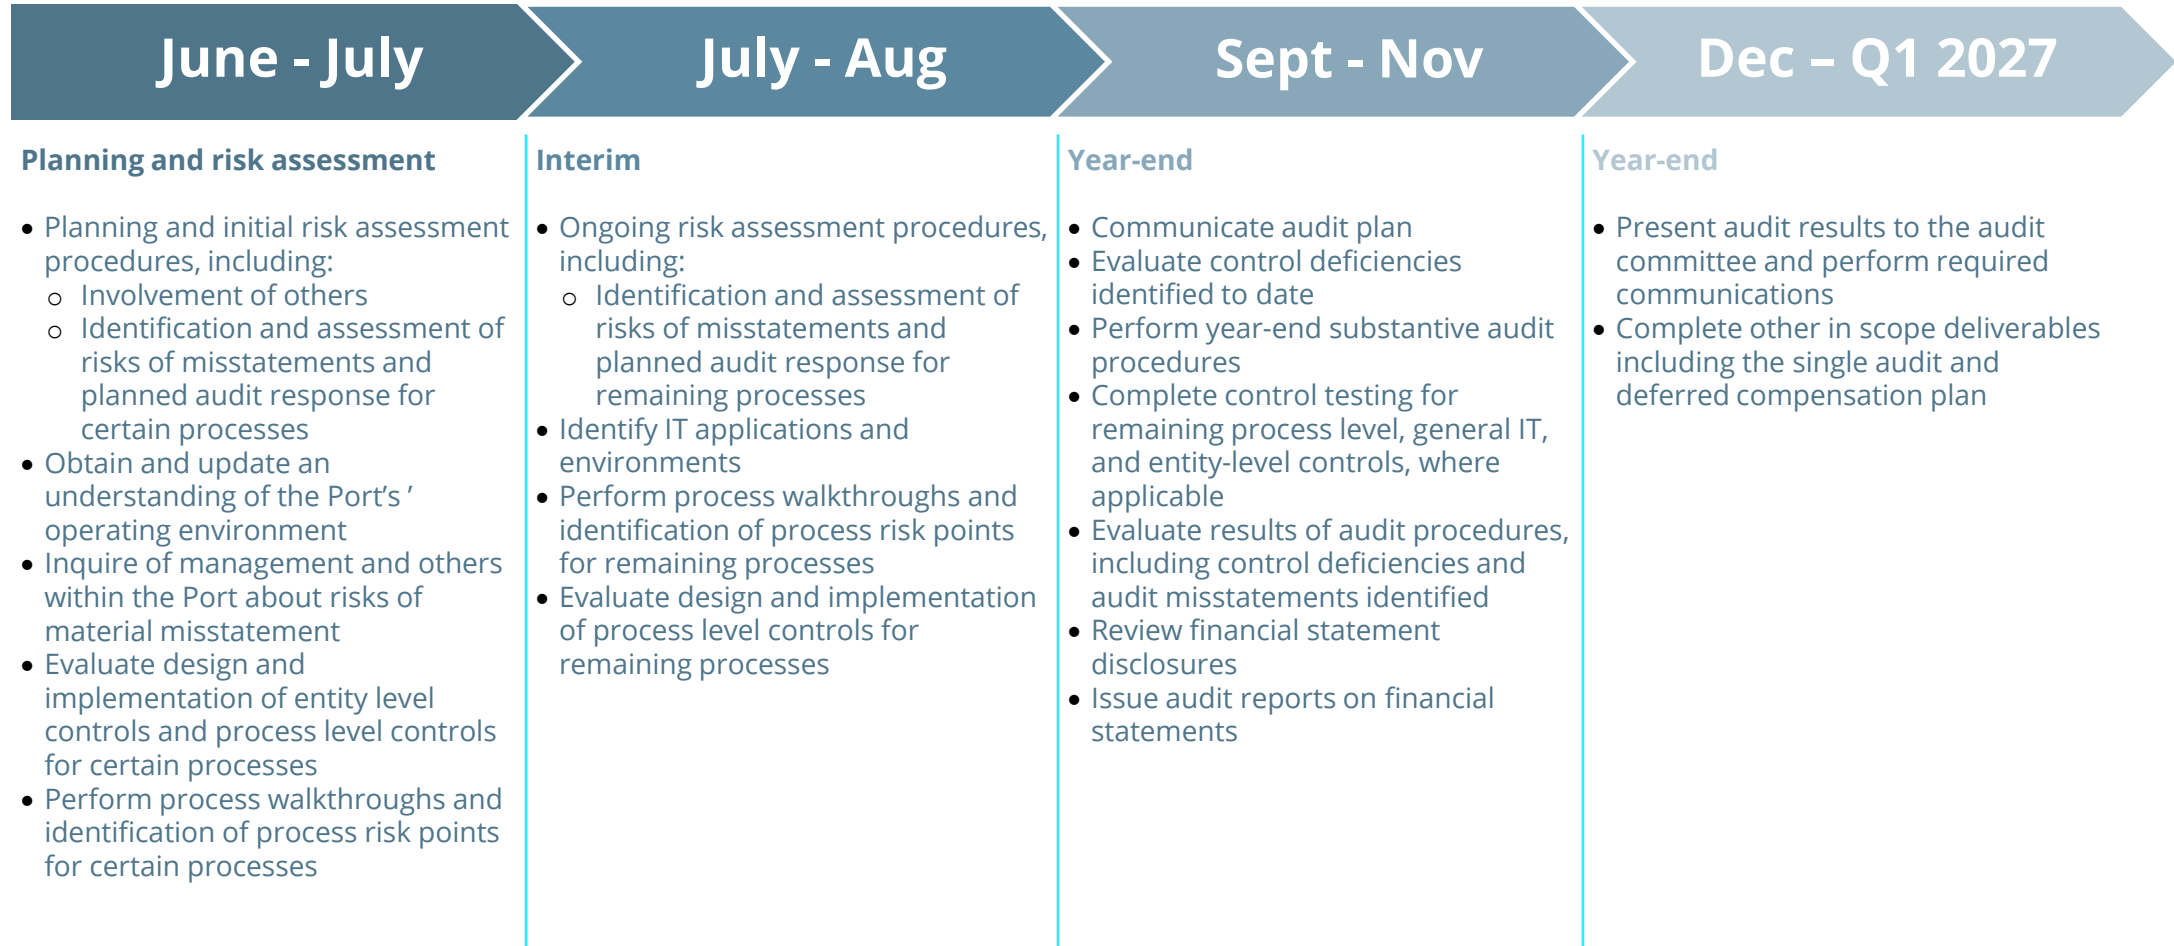 June - July
July - Aug
Sept - Nov
Dec – Q1 2027
Planning and risk assessment
• Planning and initial risk assessment
procedures, including:
o Involvement of others
o Identification and assessment of
risks of misstatements and
planned audit response for
certain processes
• Obtain and update an
understanding of the Port’s ’
operating environment
• Inquire of management and others
within the Port about risks of
material misstatement
• Evaluate design and
implementation of entity level
controls and process level controls
for certain processes
• Perform process walkthroughs and
identification of process risk points
for certain processes
Interim
• Ongoing risk assessment procedures,
including:
o Identification and assessment of
risks of misstatements and
planned audit response for
remaining processes
• Identify IT applications and
environments
• Perform process walkthroughs and
identification of process risk points
for remaining processes
• Evaluate design and implementation
of process level controls for
remaining processes
Year-end
• Communicate audit plan
• Evaluate control deficiencies
identified to date
• Perform year-end substantive audit
procedures
• Complete control testing for
remaining process level, general IT,
and entity-level controls, where
applicable
• Evaluate results of audit procedures,
including control deficiencies and
audit misstatements identified
• Review financial statement
disclosures
• Issue audit reports on financial
statements
Year-end
• Present audit results to the audit
committee and perform required
communications
• Complete other in scope deliverables
including the single audit and
deferred compensation plan